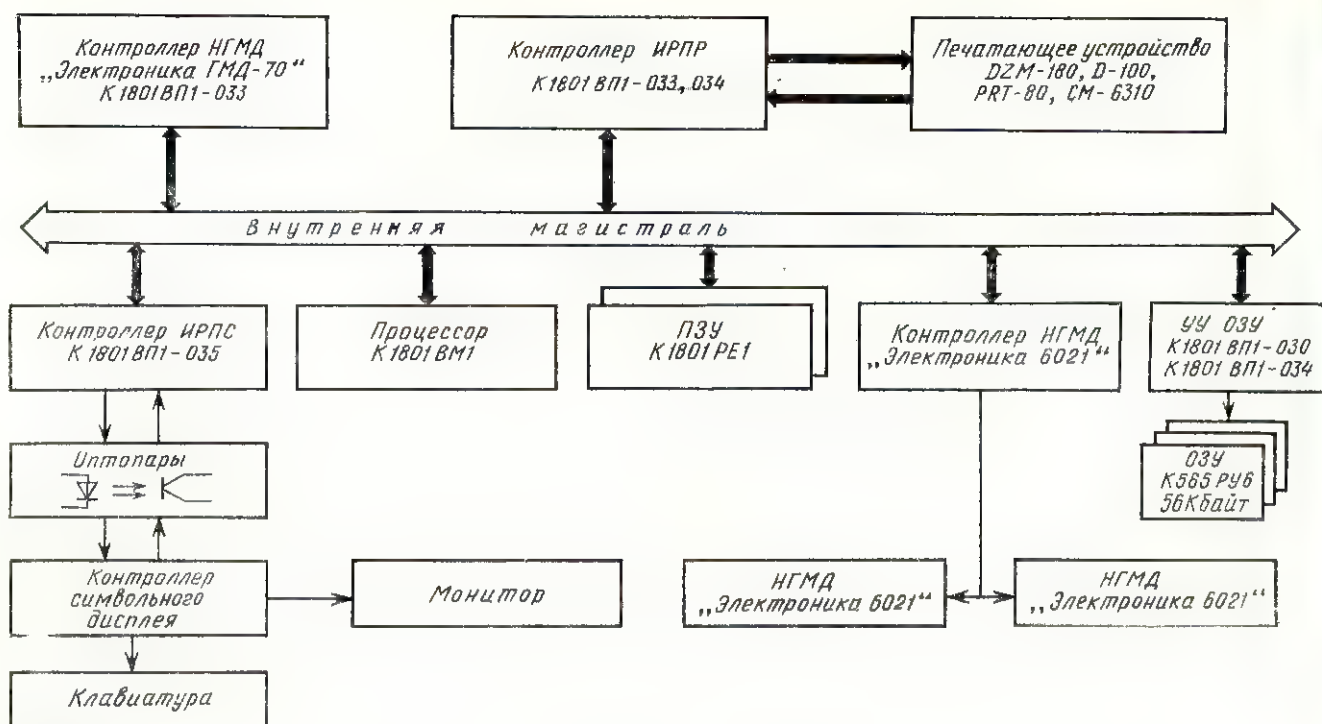 Контроллер НГМД
„Электроника ГМД-70“
К1801ВП1-033
Контроллер ИРПР
К1801ВП1-033, 034
Печатающее устройство
DZM-180, D-100,
PRT-80, СМ-6310
Внутренняя магистраль
Контроллер ИРПС
К1801ВП1-035
Процессор
К1801ВМ1
ПЗУ
К1801РЕ1
Контроллер НГМД
„Электроника 6021“
УУ ОЗУ
К1801ВП1-030
К1801ВП1-034
Оптопары
ОЗУ
К565РУ6
56Кбайт
Контроллер
символьного
дисплея
Монитор
НГМД
„Электроника 6021“
НГМД
„Электроника 6021“
Клавиатура